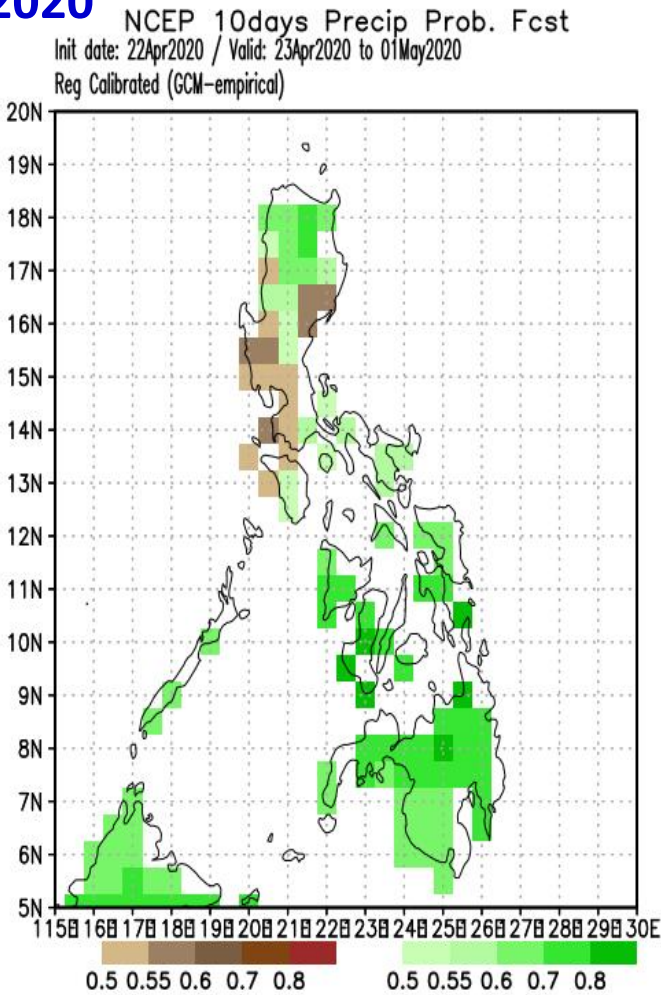 2020
NCEP 10days Precip Prob. Fcst
Init date: 22Apr2020 / Valid: 23Apr2020 to 01May2020
Reg Calibrated (GCM-empirical)
20N
19N
18N
17N
16N
15N
14N
13N
12N
11N
10N
9N
8N
7N
6N
5N
115E 116E 117E 118E 119E 120E 121E 122E 123E 124E 125E 126E 127E 128E 129E 130E
0.5 0.55 0.6 0.7 0.8 0.5 0.55 0.6 0.7 0.8